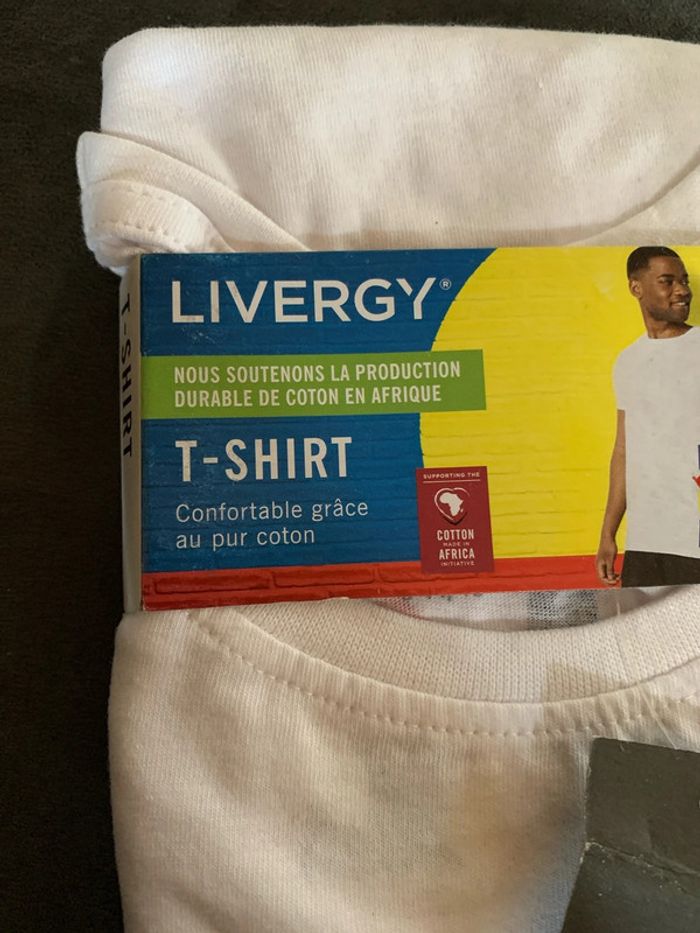 LIVERGY®
NOUS SOUTENONS LA PRODUCTION
DURABLE DE COTON EN AFRIQUE
T-SHIRT
Confortable grâce
au pur coton
SUPPORTING THE
COTTON
MADE IN
AFRICA
INITIATIVE
T-SHIRT